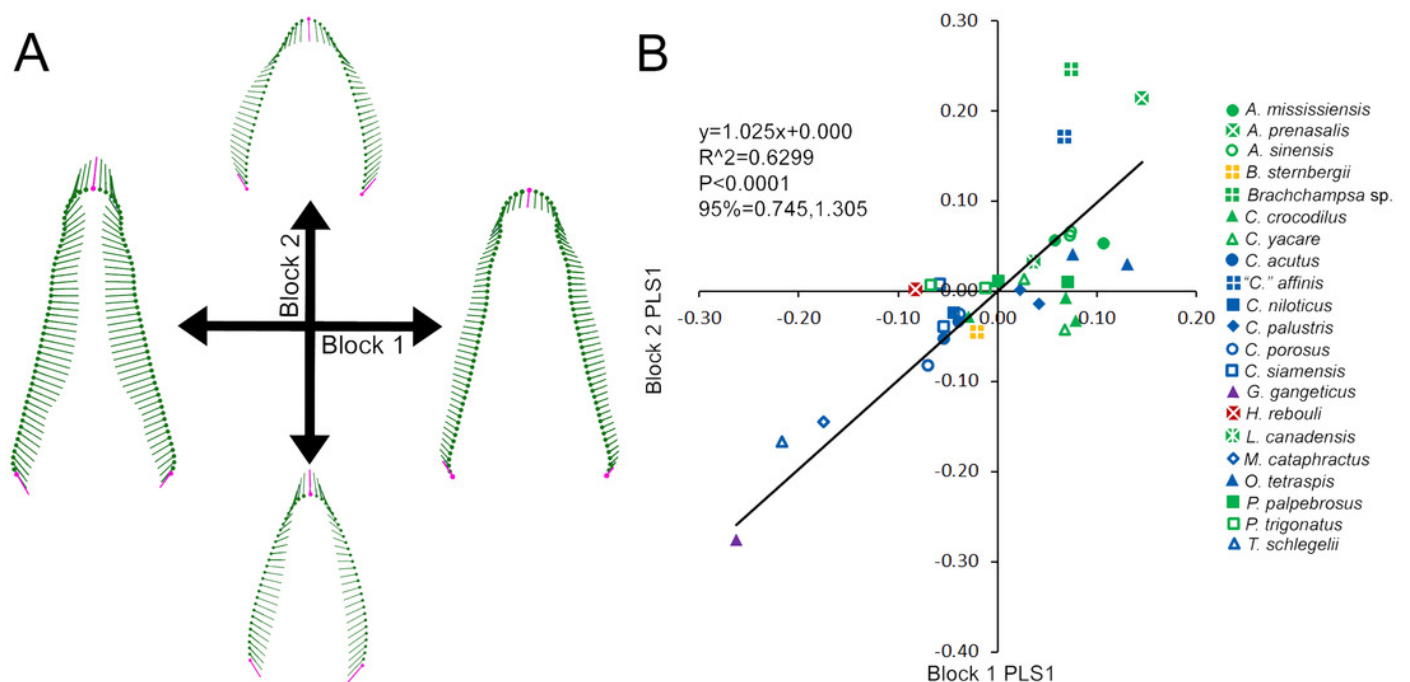 A
Block 2
Block 1
B
y=1.025x+0.000
R^2=0.6299
P<0.0001
95%=0.745,1.305
0.30
0.20
0.10
0.00
-0.10
-0.20
-0.30
-0.40
-0.30
-0.20
-0.10
0.00
0.10
0.20
Block 2 PLS1
Block 1 PLS1
A. mississiensis
A. prenasalis
A. sinensis
B. sternbergii
Brachchampsa sp.
C. crocodilus
C. yacare
C. acutus
"C." affinis
C. niloticus
C. palustris
C. porosus
C. siamensis
G. gangeticus
H. rebouli
L. canadensis
M. cataphractus
O. tetraspis
P. palpebrosus
P. trigonatus
T. schlegelii